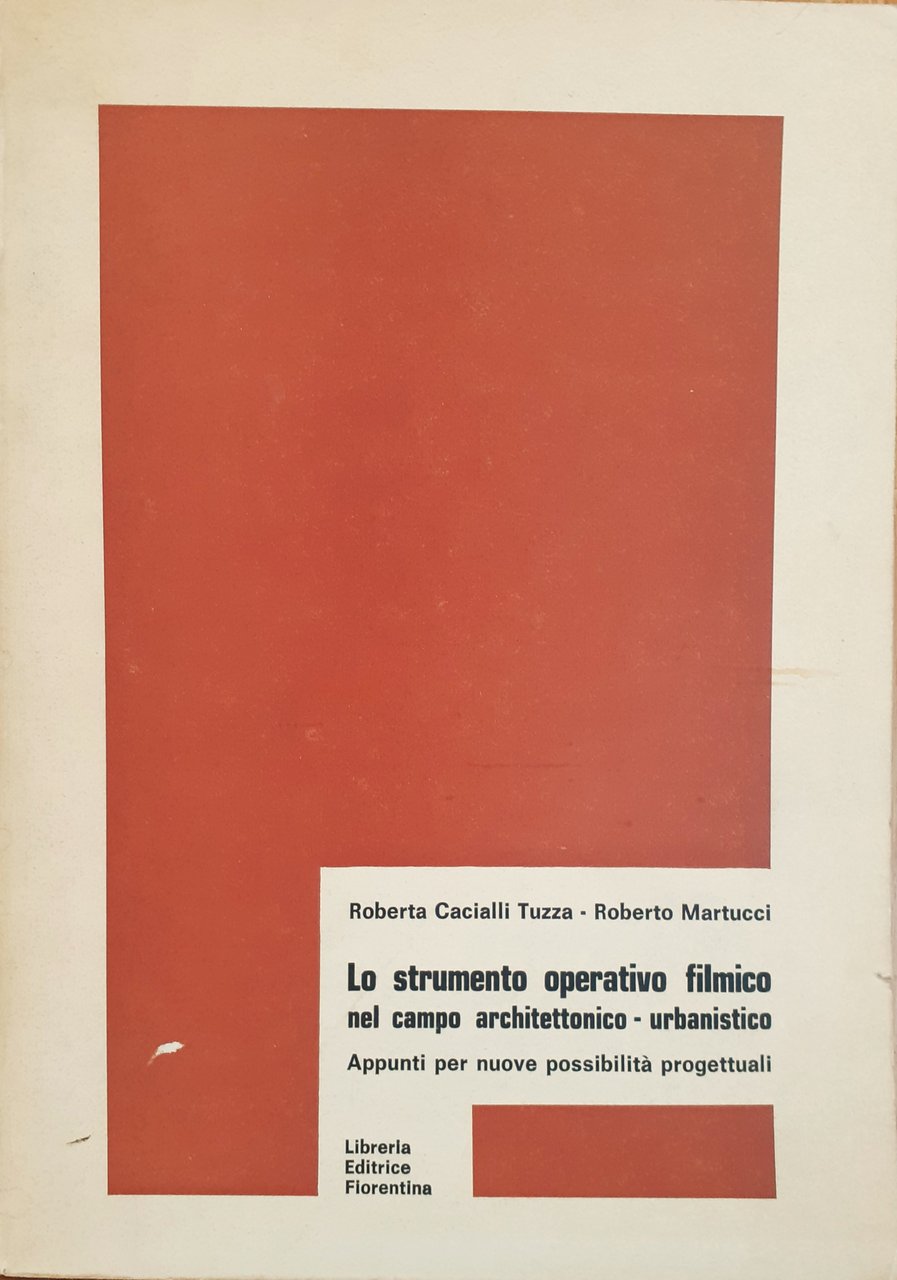 Roberta Cacialli Tuzza - Roberto Martucci
Lo strumento operativo filmico
nel campo architettonico - urbanistico
Appunti per nuove possibilità progettuali
Libreria
Editrice
Fiorentina